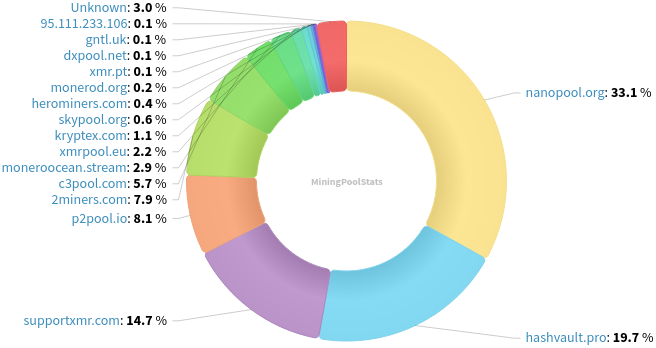 Unknown: 3.0 %
95.111.233.106: 0.1 %
gntl.uk: 0.1 %
dxpool.net: 0.1 %
xmr.pt: 0.1 %
monerod.org: 0.2 %
herominers.com: 0.4 %
skypool.org: 0.6 %
kryptex.com: 1.1 %
xmrpool.eu: 2.2 %
moneroocean.stream: 2.9 %
c3pool.com: 5.7 %
2miners.com: 7.9 %
p2pool.io: 8.1 %
supportxmr.com: 14.7 %
MiningPoolStats
nanopool.org: 33.1 %
hashvault.pro: 19.7 %